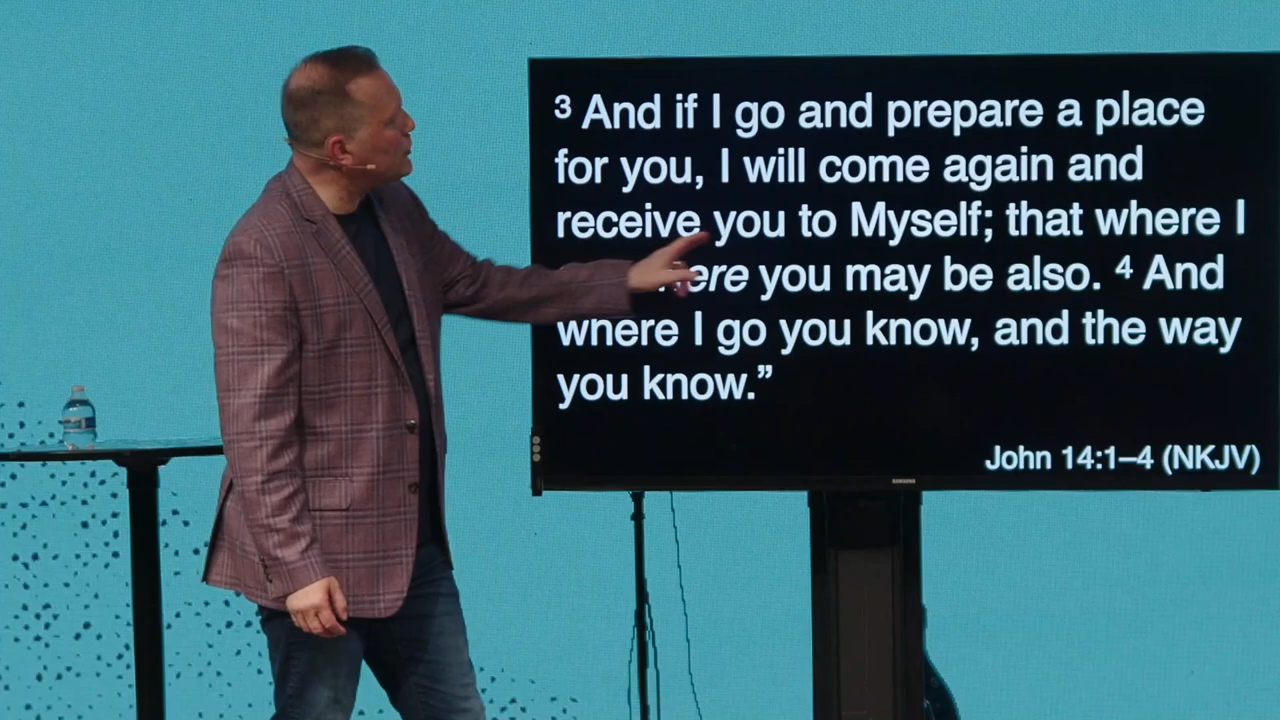 ³ And if I go and prepare a place
for you, I will come again and
receive you to Myself; that where I
you may be also. ⁴ And
where I go you know, and the way
you know.”
John 14:1–4 (NKJV)
SAMSUNG